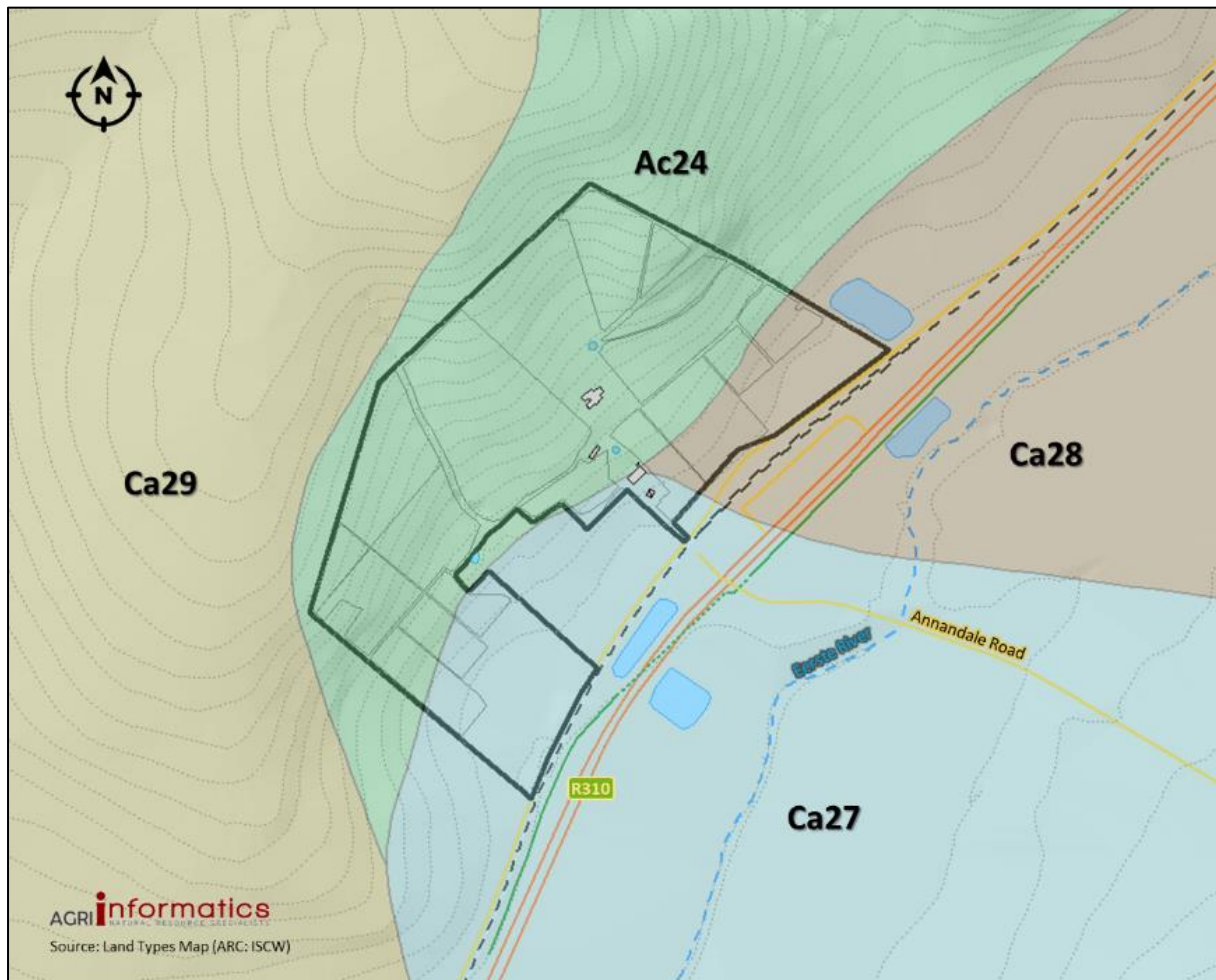 N
Ac24
Ca29
Ca28
Annandale Road
Eerste River
R310
Ca27
AGRI informatics
NATURAL RESOURCE SPECIALISTS
Source: Land Types Map (ARC: ISCW)